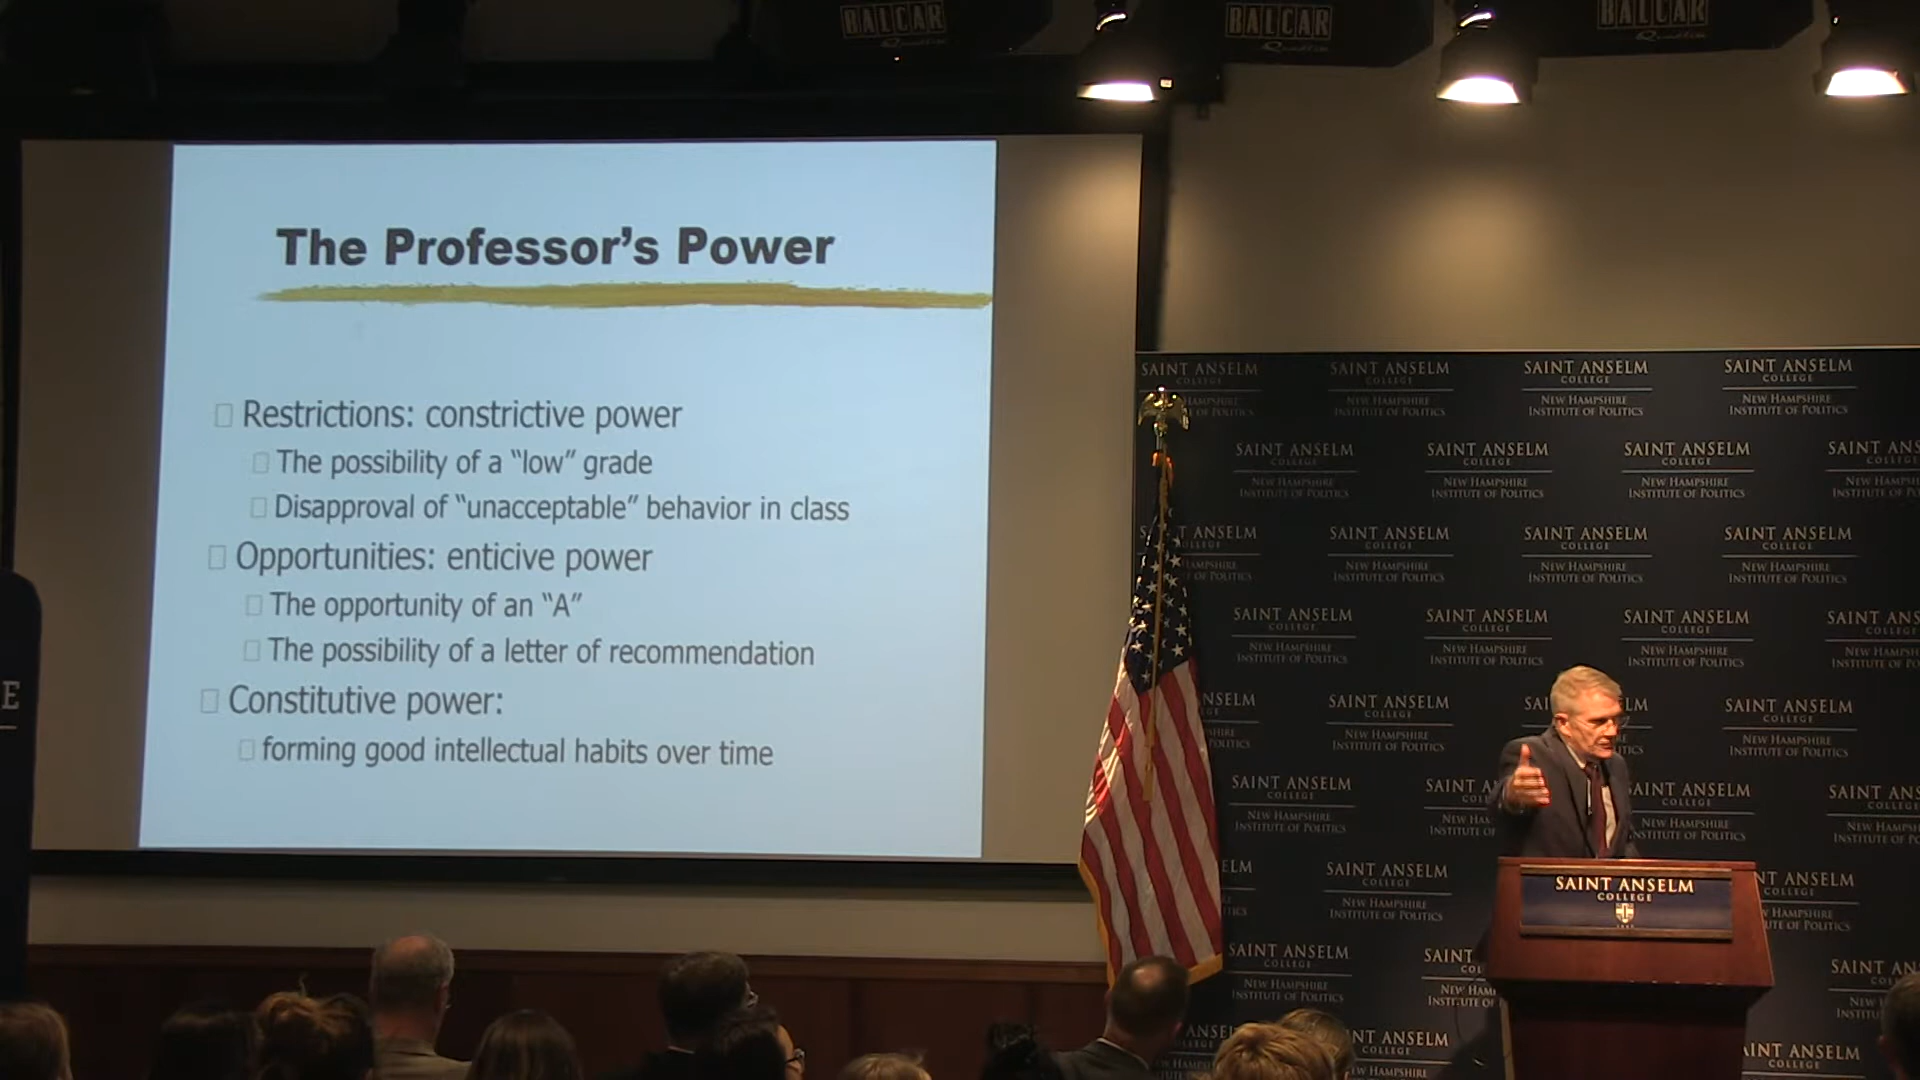 BALCAR
BALCAR
BALCAR
The Professor’s Power
Restrictions: constrictive power
The possibility of a “low” grade
Disapproval of “unacceptable” behavior in class
Opportunities: enticive power
The opportunity of an “A”
The possibility of a letter of recommendation
Constitutive power:
forming good intellectual habits over time
E
SAINT ANSELM
COLLEGE
NEW HAMPSHIRE
INSTITUTE OF POLITICS
SAINT ANSELM
COLLEGE